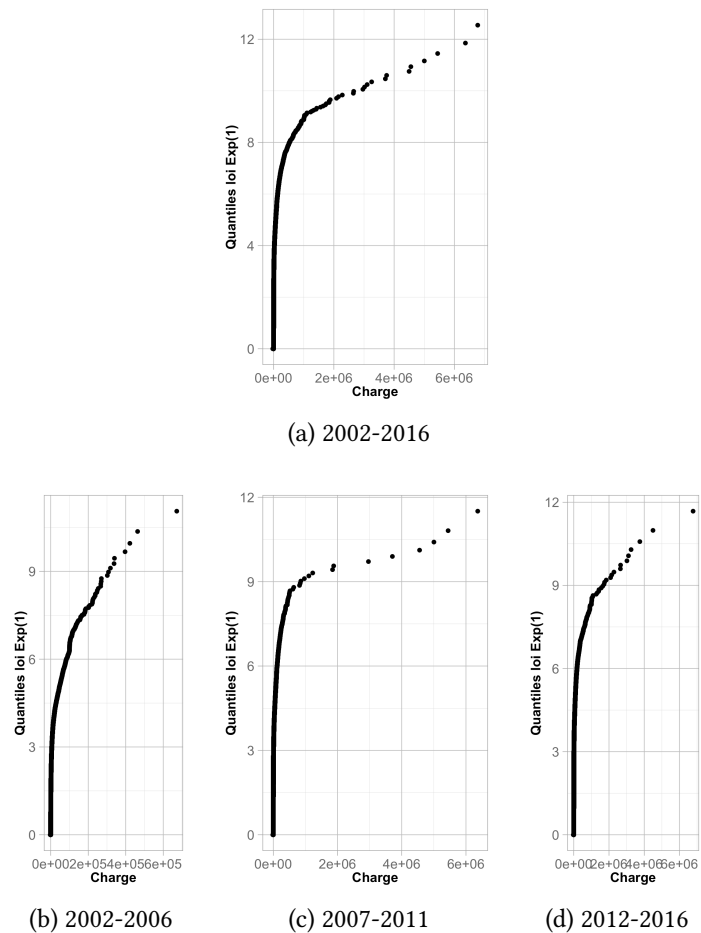 12
8
4
0
Quantiles loi Exp(1)
0e+00 2e+06 4e+06 6e+06
Charge
(a) 2002-2016
9
6
3
0
Quantiles loi Exp(1)
0e+002e+054e+056e+05
Charge
(b) 2002-2006
12
9
6
3
0
Quantiles loi Exp(1)
0e+00 2e+06 4e+06 6e+06
Charge
(c) 2007-2011
12
9
6
3
0
Quantiles loi Exp(1)
0e+002e+064e+066e+06
Charge
(d) 2012-2016